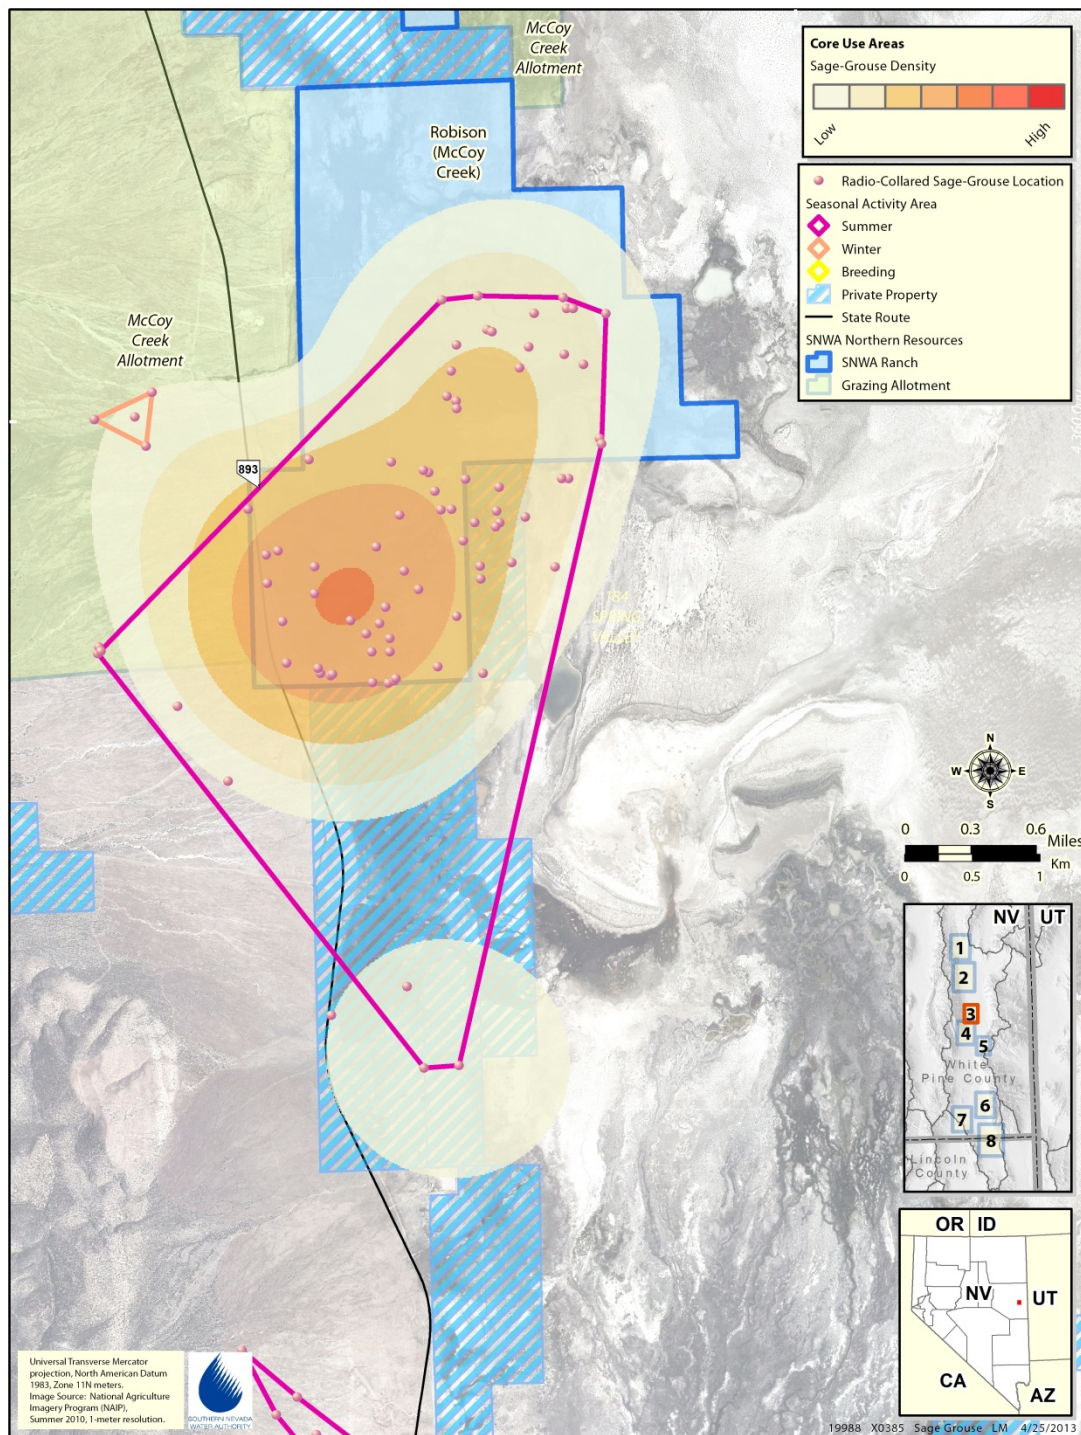 McCoy
Creek
Allotment
Robison
(McCoy
Creek)
McCoy
Creek
Allotment
893
184
SPRING
VALLEY
Core Use Areas
Sage-Grouse Density
Low
High
Radio-Collared Sage-Grouse Location
Seasonal Activity Area
Summer
Winter
Breeding
Private Property
State Route
SNWA Northern Resources
SNWA Ranch
Grazing Allotment
N
W E
S
0 0.3 0.6
Miles
Km
0 0.5 1
NV UT
1
2
3
4
5
White
Pine County
6
7
8
Lincoln
County
OR ID
NV
UT
CA
AZ
Universal Transverse Mercator
projection, North American Datum
1983, Zone 11N meters.
Image Source: National Agriculture
Imagery Program (NAIP),
Summer 2010, 1-meter resolution.
SOUTHERN NEVADA
WATER AUTHORITY
19988 X0385 Sage Grouse LM 4/25/2013